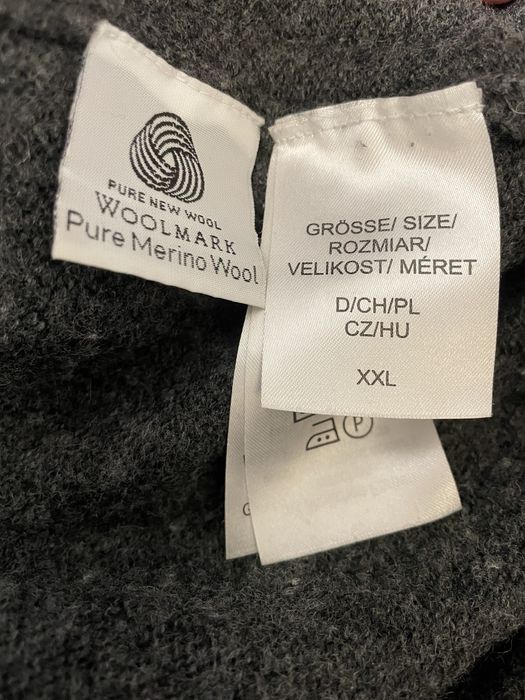 PURE NEW WOOL
WOOLMARK
Pure Merino Wool
GRÖSSE/ SIZE/
ROZMIAR/
VELIKOST/ MÉRET
D/CH/PL
CZ/HU
XXL
P
G